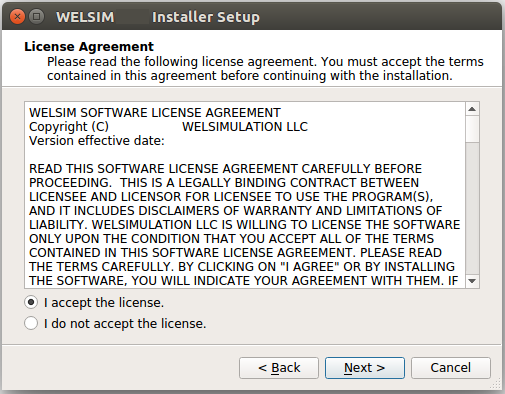 WELSIM Installer Setup
License Agreement
Please read the following license agreement. You must accept the terms
contained in this agreement before continuing with the installation.
WELSIM SOFTWARE LICENSE AGREEMENT
Copyright (C) WELSIMULATION LLC
Version effective date:
READ THIS SOFTWARE LICENSE AGREEMENT CAREFULLY BEFORE
PROCEEDING. THIS IS A LEGALLY BINDING CONTRACT BETWEEN
LICENSEE AND LICENSOR FOR LICENSEE TO USE THE PROGRAM(S),
AND IT INCLUDES DISCLAIMERS OF WARRANTY AND LIMITATIONS OF
LIABILITY. WELSIMULATION LLC IS WILLING TO LICENSE THE SOFTWARE
ONLY UPON THE CONDITION THAT YOU ACCEPT ALL OF THE TERMS
CONTAINED IN THIS SOFTWARE LICENSE AGREEMENT. PLEASE READ
THE TERMS CAREFULLY. BY CLICKING ON "I AGREE" OR BY INSTALLING
THE SOFTWARE, YOU WILL INDICATE YOUR AGREEMENT WITH THEM. IF
I accept the license.
I do not accept the license.
< Back Next > Cancel